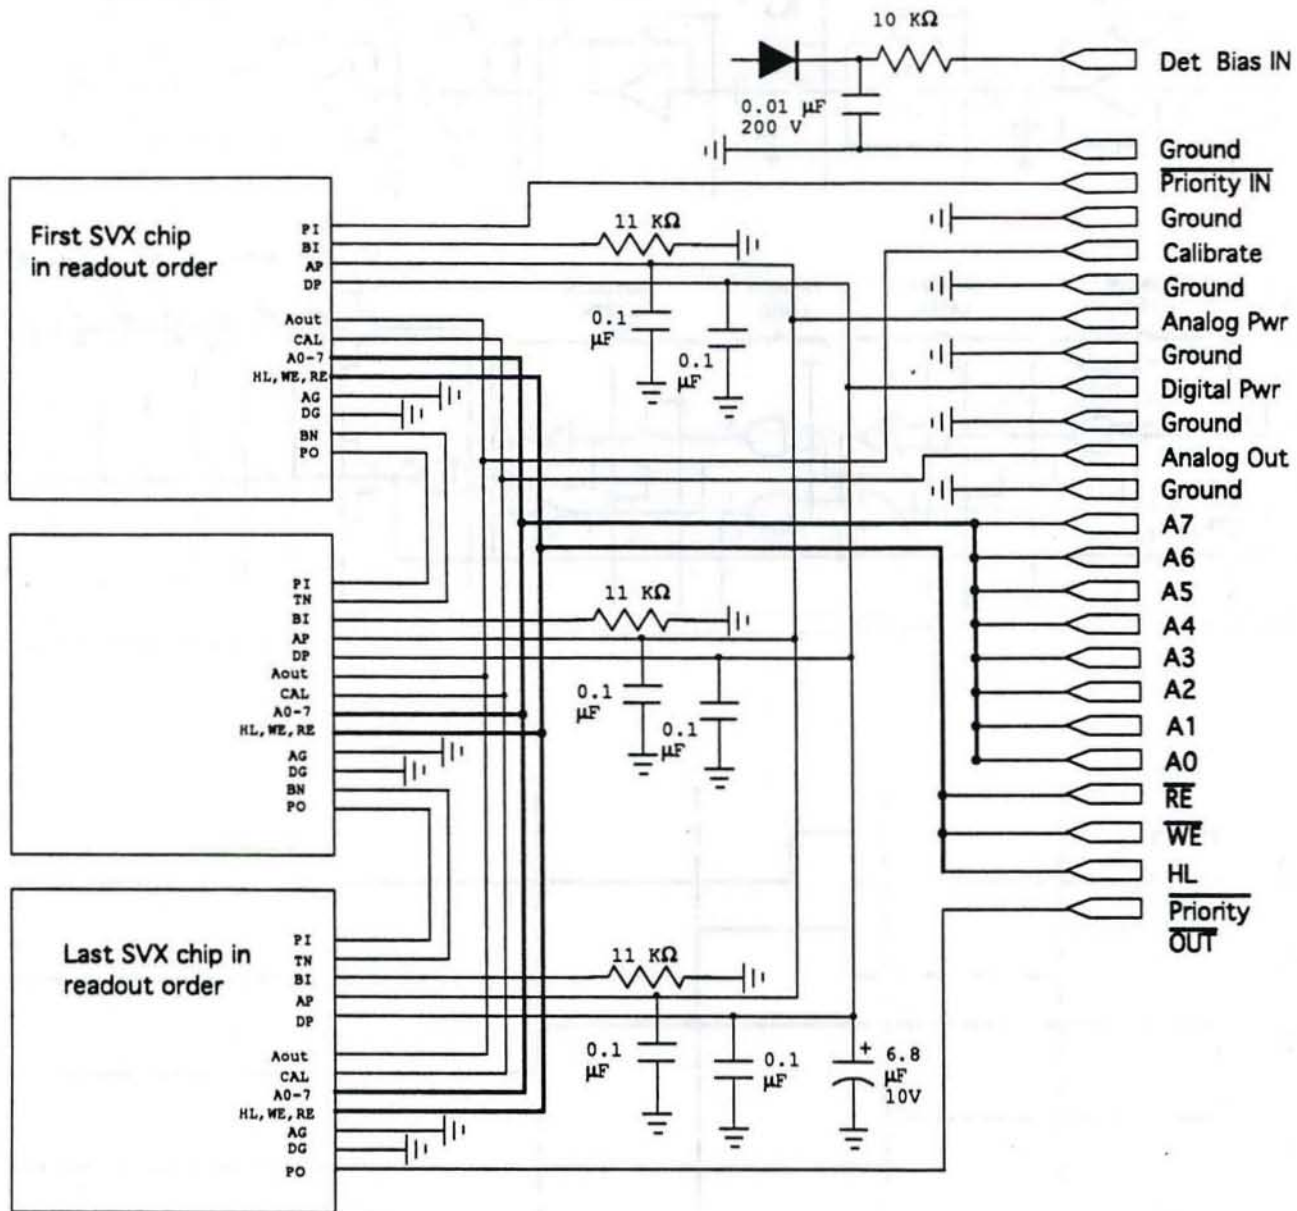 10 KΩ
Det Bias IN
0.01 µF
200 V
Ground
Priority IN
Ground
Calibrate
Ground
Analog Pwr
Ground
Digital Pwr
Ground
Analog Out
Ground
A7
A6
A5
A4
A3
A2
A1
A0
RE
WE
HL
Priority
OUT
First SVX chip
in readout order
PI
BI
AP
DP
Aout
CAL
A0-7
HL,WE,RE
AG
DG
BN
PO
11 KΩ
0.1
µF
0.1
µF
PI
TN
BI
AP
DP
Aout
CAL
A0-7
HL,WE,RE
AG
DG
BN
PO
11 KΩ
0.1
µF
0.1
µF
Last SVX chip in
readout order
PI
TN
BI
AP
DP
Aout
CAL
A0-7
HL,WE,RE
AG
DG
PO
11 KΩ
0.1
µF
0.1
µF
+
6.8
µF
10V